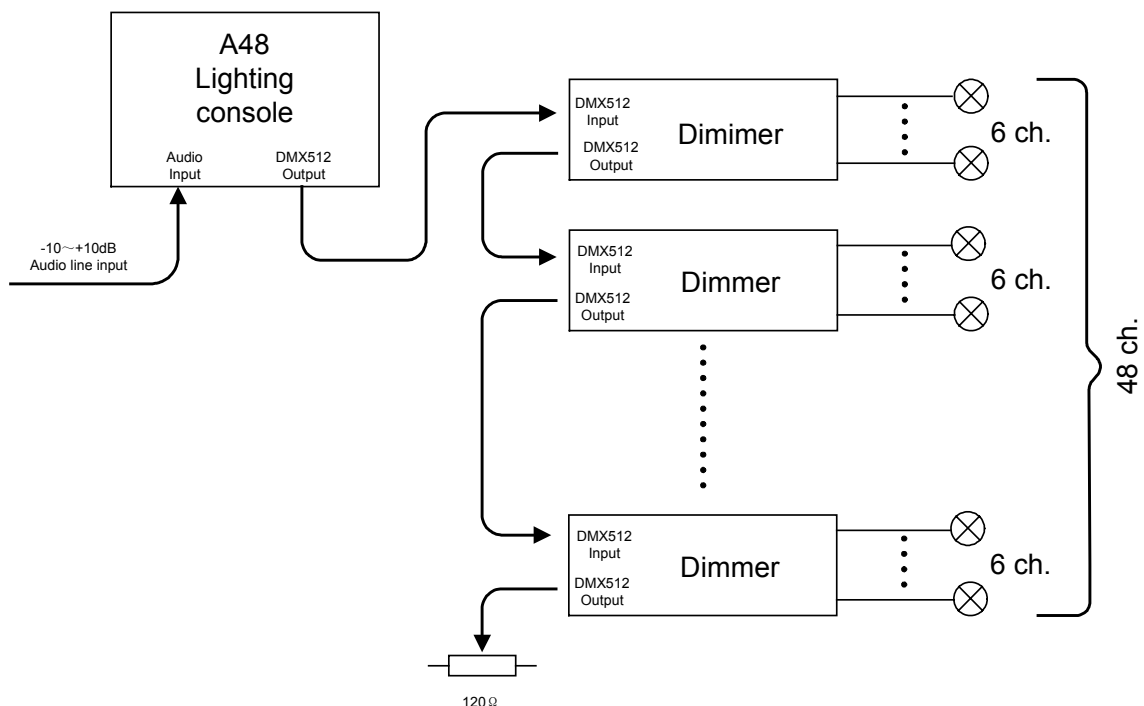 A48
Lighting
console
Audio
Input
DMX512
Output
-10～+10dB
Audio line input
DMX512
Input
DMX512
Output
Dimimer
6 ch.
DMX512
Input
DMX512
Output
Dimmer
6 ch.
48 ch.
DMX512
Input
DMX512
Output
Dimmer
6 ch.
120Ω